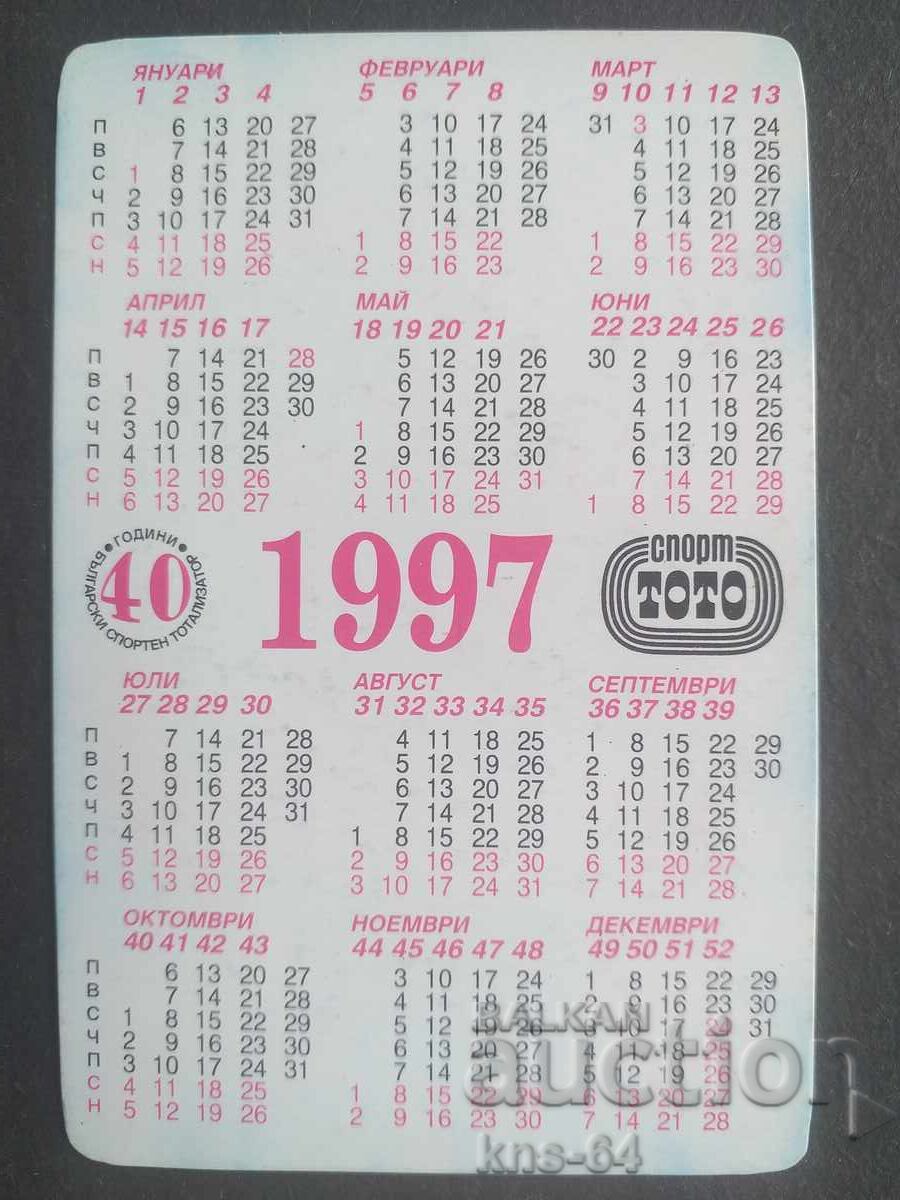 ЯНУАРИ ФЕВРУАРИ МАРТ
1 2 3 4 5 6 7 8 9 10 11 12 13
П 6 13 20 27 3 10 17 24 31 3 10 17 24
В 7 14 21 28 4 11 18 25 4 11 18 25
С 1 8 15 22 29 5 12 19 26 5 12 19 26
Ч 2 9 16 23 30 6 13 20 27 6 13 20 27
П 3 10 17 24 31 7 14 21 28 7 14 21 28
С 4 11 18 25 1 8 15 22 1 8 15 22 29
Н 5 12 19 26 2 9 16 23 2 9 16 23 30
АПРИЛ МАЙ ЮНИ
14 15 16 17 18 19 20 21 22 23 24 25 26
П 7 14 21 28 5 12 19 26 30 2 9 16 23
В 1 8 15 22 29 6 13 20 27 3 10 17 24
С 2 9 16 23 30 7 14 21 28 4 11 18 25
Ч 3 10 17 24 1 8 15 22 29 5 12 19 26
П 4 11 18 25 2 9 16 23 30 6 13 20 27
С 5 12 19 26 3 10 17 24 31 7 14 21 28
Н 6 13 20 27 4 11 18 25 1 8 15 22 29
40 ГОДИНИ • БЪЛГАРСКИ СПОРТЕН ТОТАЛИЗАТОР •
1997
спорт
ТОТО
ЮЛИ АВГУСТ СЕПТЕМВРИ
27 28 29 30 31 32 33 34 35 36 37 38 39
П 7 14 21 28 4 11 18 25 1 8 15 22 29
В 1 8 15 22 29 5 12 19 26 2 9 16 23 30
С 2 9 16 23 30 6 13 20 27 3 10 17 24
Ч 3 10 17 24 31 7 14 21 28 4 11 18 25
П 4 11 18 25 1 8 15 22 29 5 12 19 26
С 5 12 19 26 2 9 16 23 30 6 13 20 27
Н 6 13 20 27 3 10 17 24 31 7 14 21 28
ОКТОМВРИ НОЕМВРИ ДЕКЕМВРИ
40 41 42 43 44 45 46 47 48 49 50 51 52
П 6 13 20 27 3 10 17 24 1 8 15 22 29
В 7 14 21 28 4 11 18 25 2 9 16 23 30
С 1 8 15 22 29 5 12 19 26 3 10 17 24 31
Ч 2 9 16 23 30 6 13 20 27 4 11 18 25
П 3 10 17 24 31 7 14 21 28 5 12 19 26
С 4 11 18 25 1 8 15 22 29 6 13 20 27
Н 5 12 19 26 2 9 16 23 30 7 14 21 28
BALKAN
auction
kns-64